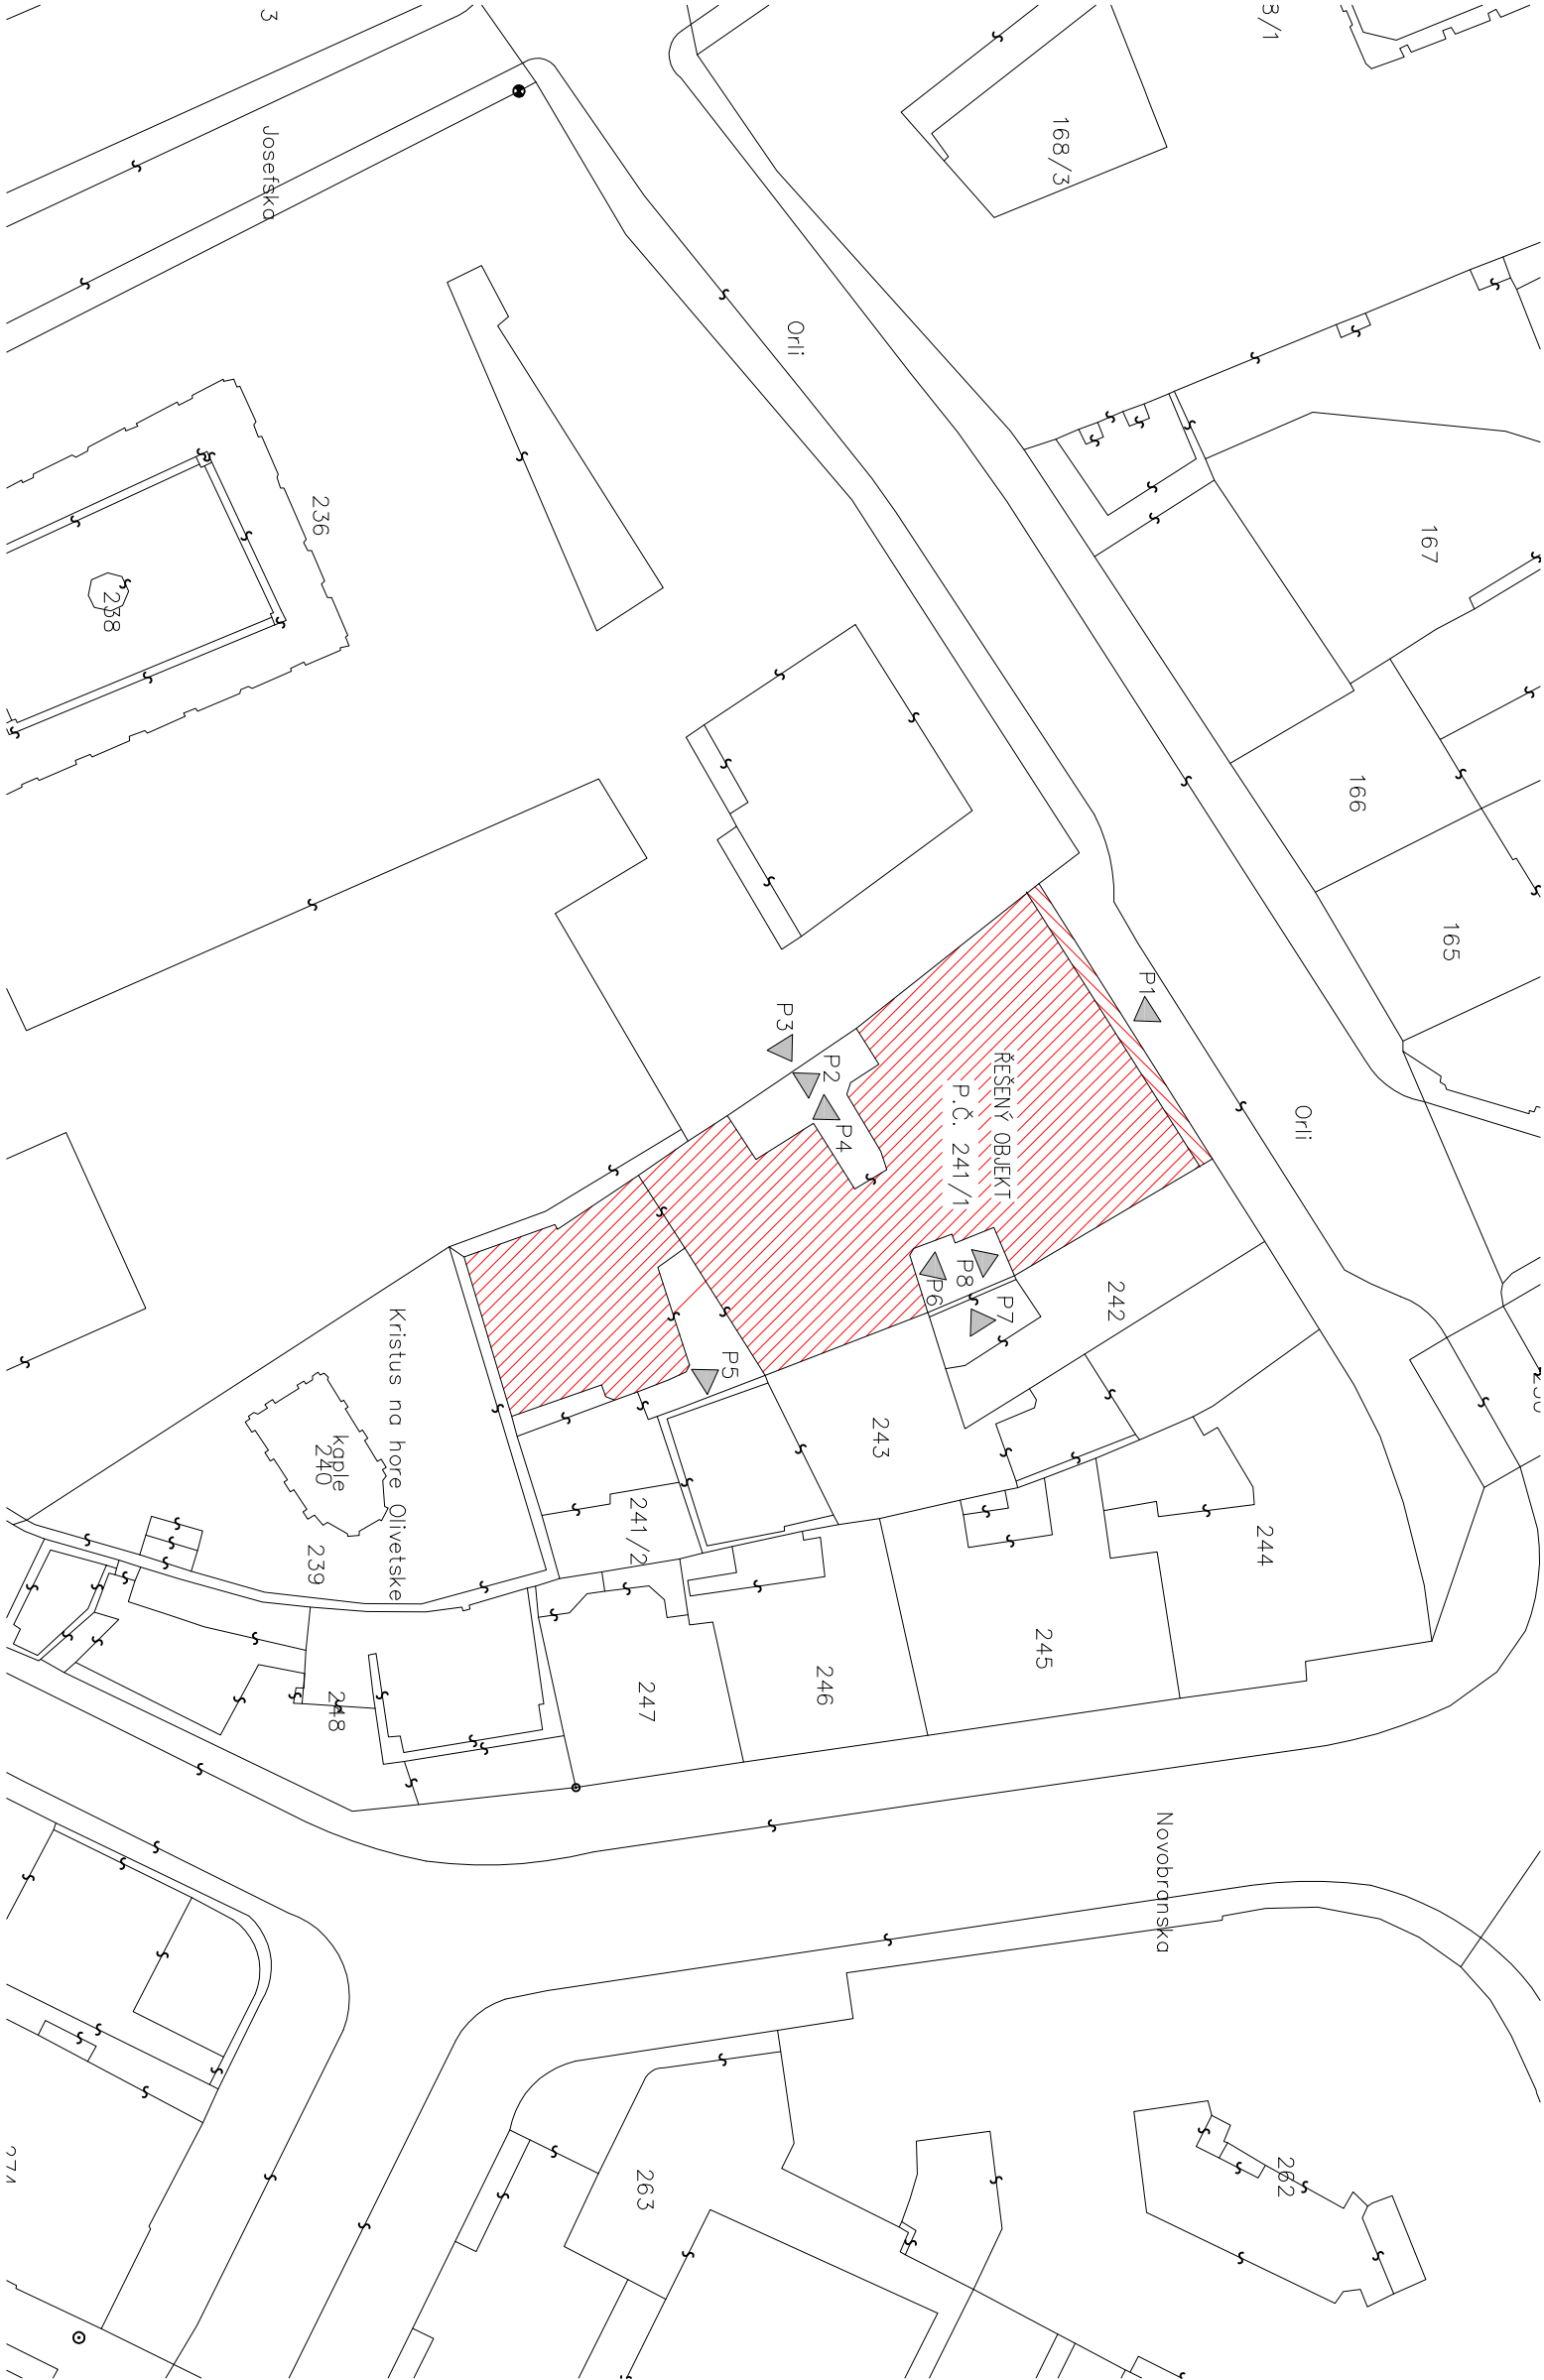 168/3
Josefska
Orli
236
238
167
166
165
P1
P3
P2
P4
ŘEŠENÝ OBJEKT
P.Č. 241/1
Orli
P8
P6
P7
242
P5
243
Kristus na hore Olivetske
kaple
240
241/2
239
244
245
246
247
248
Novobranska
263
262